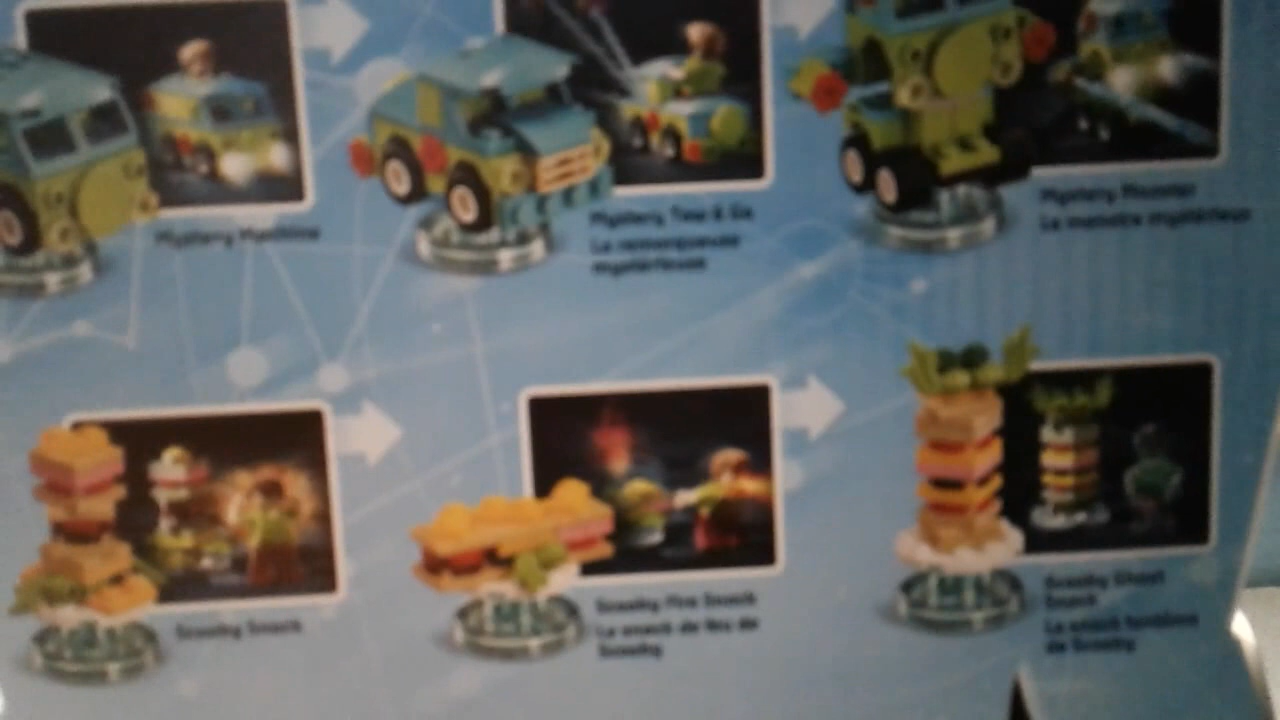 Mystery Machine
Mystery Tow & Go
La remorqueuse
mystérieuse
Mystery Monster
Le monstre mystérieux
Scooby Snack
Scooby Fire Snack
Le snack de feu de
Scooby
Scooby Ghost
Snack
Le snack fantôme
de Scooby